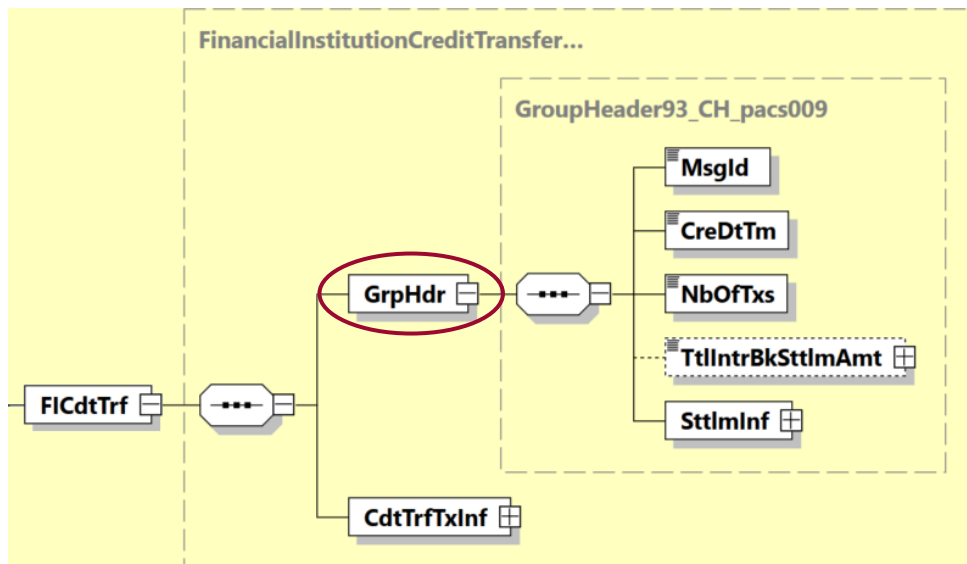 FinancialInstitutionCreditTransfer...
GroupHeader93_CH_pacs009
MsgId
CreDtTm
GrpHdr
NbOfTxs
TtlIntrBkSttlmAmt
FICdtTrf
SttlmInf
CdtTrfTxInf